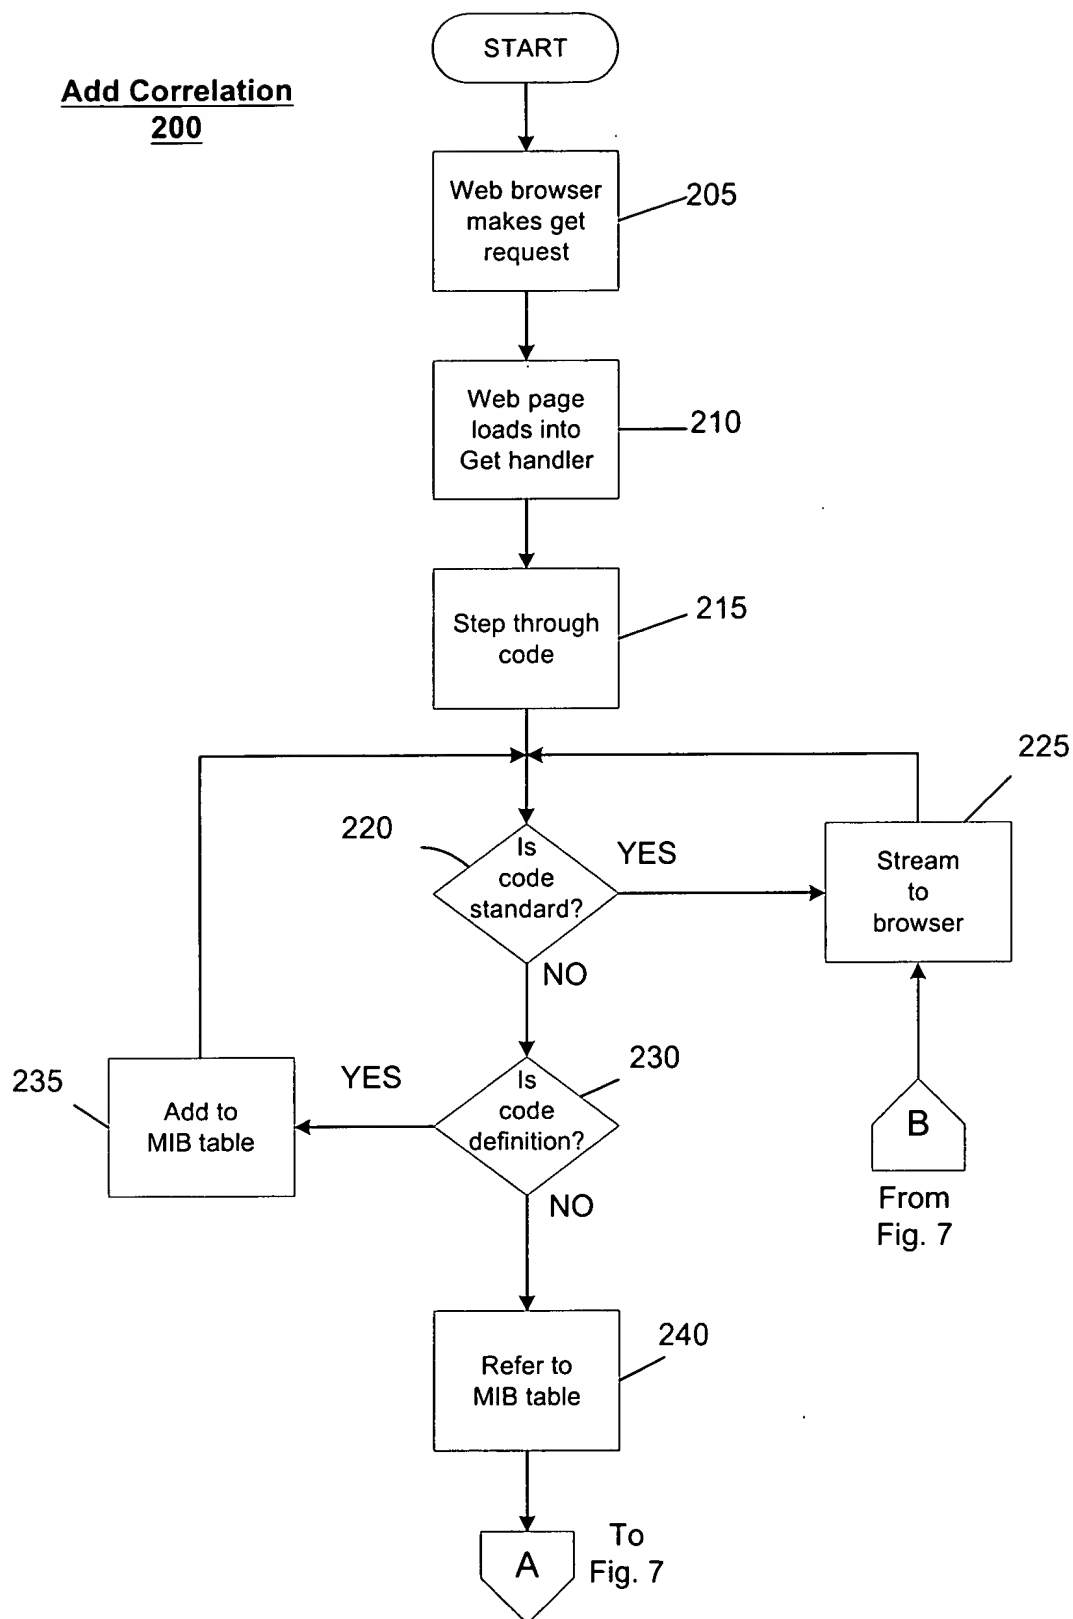 START
Add Correlation
200
Web browser
makes get
request
205
Web page
loads into
Get handler
210
Step through
code
215
220
Is
code
standard?
YES
NO
225
Stream
to
browser
235
Add to
MIB table
YES
230
Is
code
definition?
NO
B
From
Fig. 7
240
Refer to
MIB table
A
To
Fig. 7